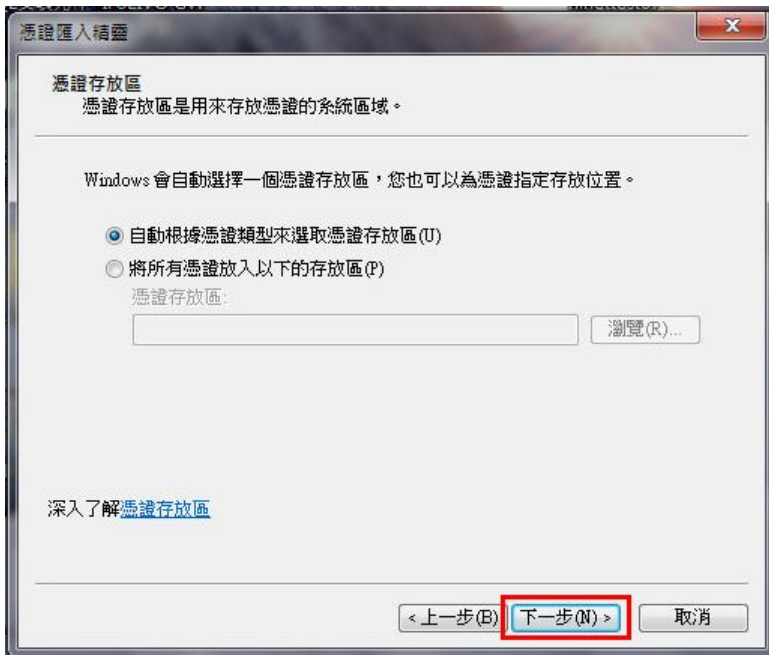 憑證匯入精靈
憑證存放區
憑證存放區是用來存放憑證的系統區域。
Windows 會自動選擇一個憑證存放區，您也可以為憑證指定存放位置。
自動根據憑證類型來選取憑證存放區(U)
將所有憑證放入以下的存放區(P)
憑證存放區:
瀏覽(R)...
深入了解憑證存放區
< 上一步(B)
下一步(N) >
取消